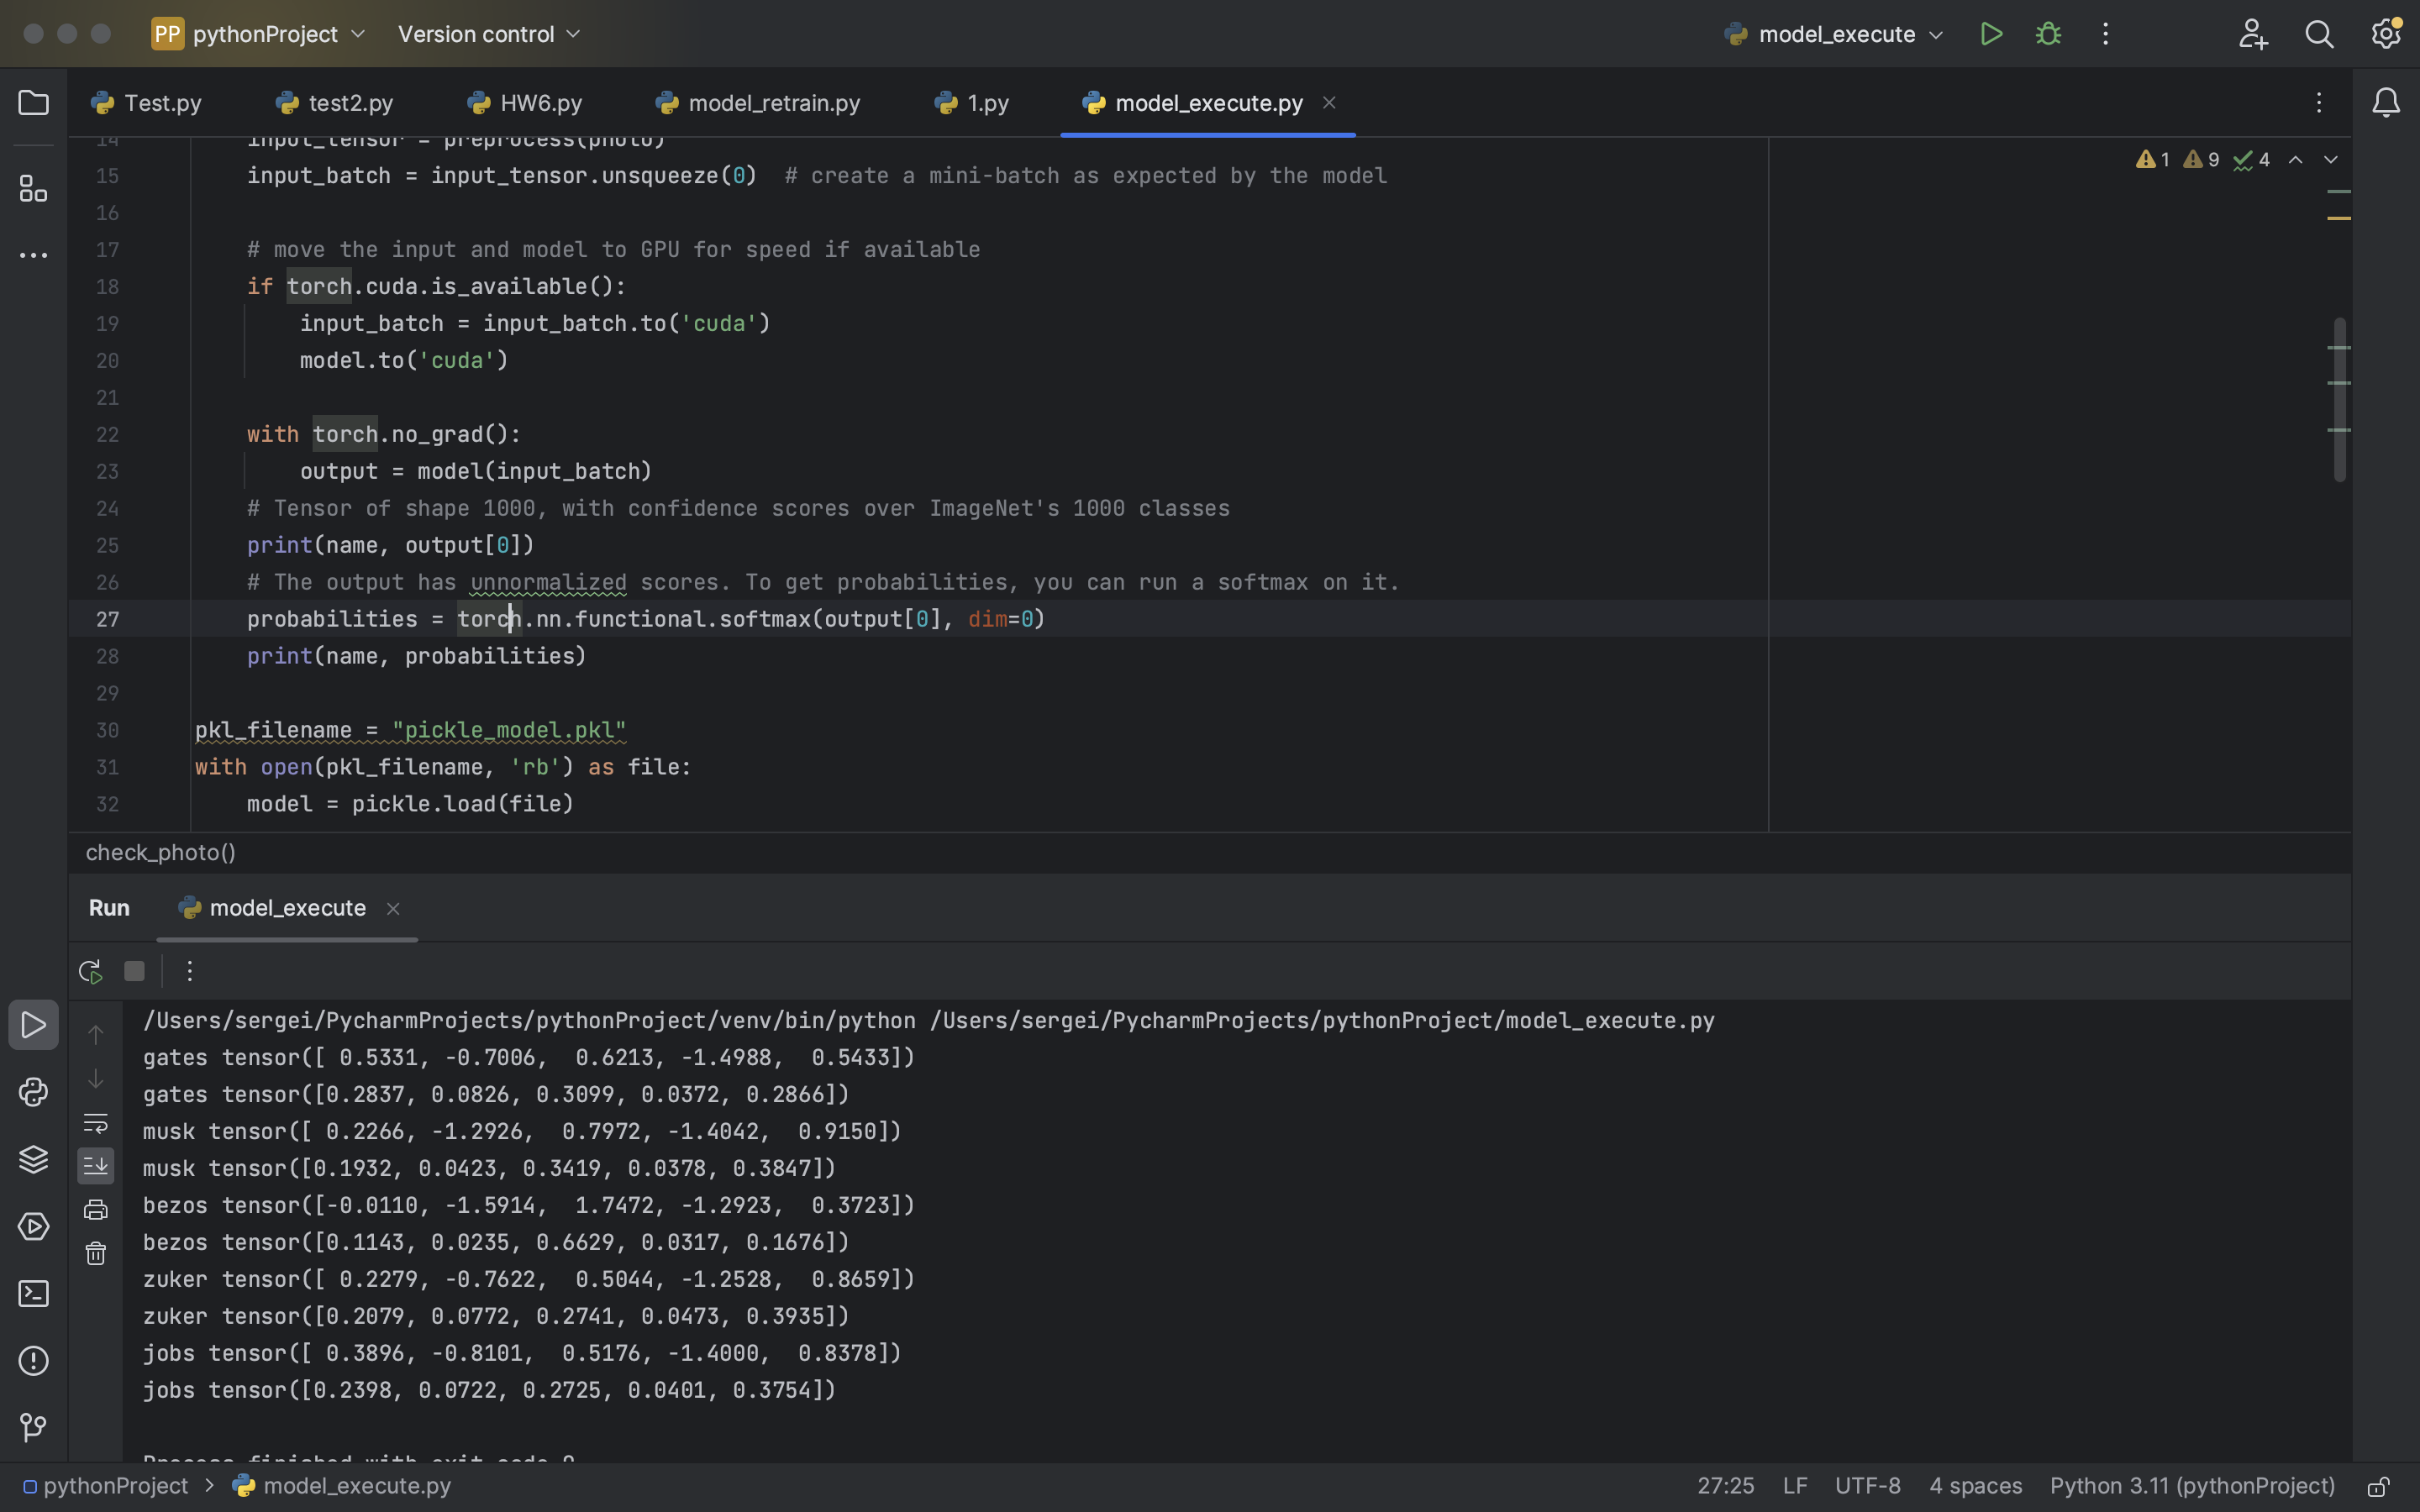 PP pythonProject Version control model_execute
Test.py test2.py HW6.py model_retrain.py 1.py model_execute.py
14 input_tensor = preprocess(photo)
15 input_batch = input_tensor.unsqueeze(0)  # create a mini-batch as expected by the model
1 9 4
16
17 # move the input and model to GPU for speed if available
18 if torch.cuda.is_available():
19 input_batch = input_batch.to('cuda')
20 model.to('cuda')
21
22 with torch.no_grad():
23 output = model(input_batch)
24 # Tensor of shape 1000, with confidence scores over ImageNet's 1000 classes
25 print(name, output[0])
26 # The output has unnormalized scores. To get probabilities, you can run a softmax on it.
27 probabilities = torch.nn.functional.softmax(output[0], dim=0)
28 print(name, probabilities)
29
30 pkl_filename = "pickle_model.pkl"
31 with open(pkl_filename, 'rb') as file:
32 model = pickle.load(file)
check_photo()
Run model_execute
/Users/sergei/PycharmProjects/pythonProject/venv/bin/python /Users/sergei/PycharmProjects/pythonProject/model_execute.py
gates tensor([ 0.5331, -0.7006,  0.6213, -1.4988,  0.5433])
gates tensor([0.2837, 0.0826, 0.3099, 0.0372, 0.2866])
musk tensor([ 0.2266, -1.2926,  0.7972, -1.4042,  0.9150])
musk tensor([0.1932, 0.0423, 0.3419, 0.0378, 0.3847])
bezos tensor([-0.0110, -1.5914,  1.7472, -1.2923,  0.3723])
bezos tensor([0.1143, 0.0235, 0.6629, 0.0317, 0.1676])
zuker tensor([ 0.2279, -0.7622,  0.5044, -1.2528,  0.8659])
zuker tensor([0.2079, 0.0772, 0.2741, 0.0473, 0.3935])
jobs tensor([ 0.3896, -0.8101,  0.5176, -1.4000,  0.8378])
jobs tensor([0.2398, 0.0722, 0.2725, 0.0401, 0.3754])
Process finished with exit code 0
pythonProject > model_execute.py 27:25 LF UTF-8 4 spaces Python 3.11 (pythonProject)